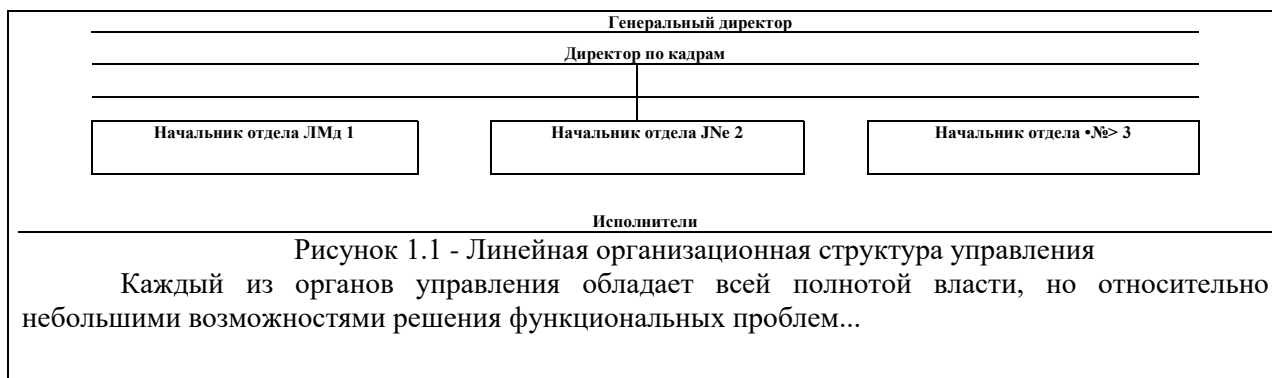 Генеральный директор
Директор по кадрам
Начальник отдела ЛМд 1
Начальник отдела JNe 2
Начальник отдела •№> 3
Исполнители
Рисунок 1.1 - Линейная организационная структура управления
Каждый из органов управления обладает всей полнотой власти, но относительно
небольшими возможностями решения функциональных проблем...